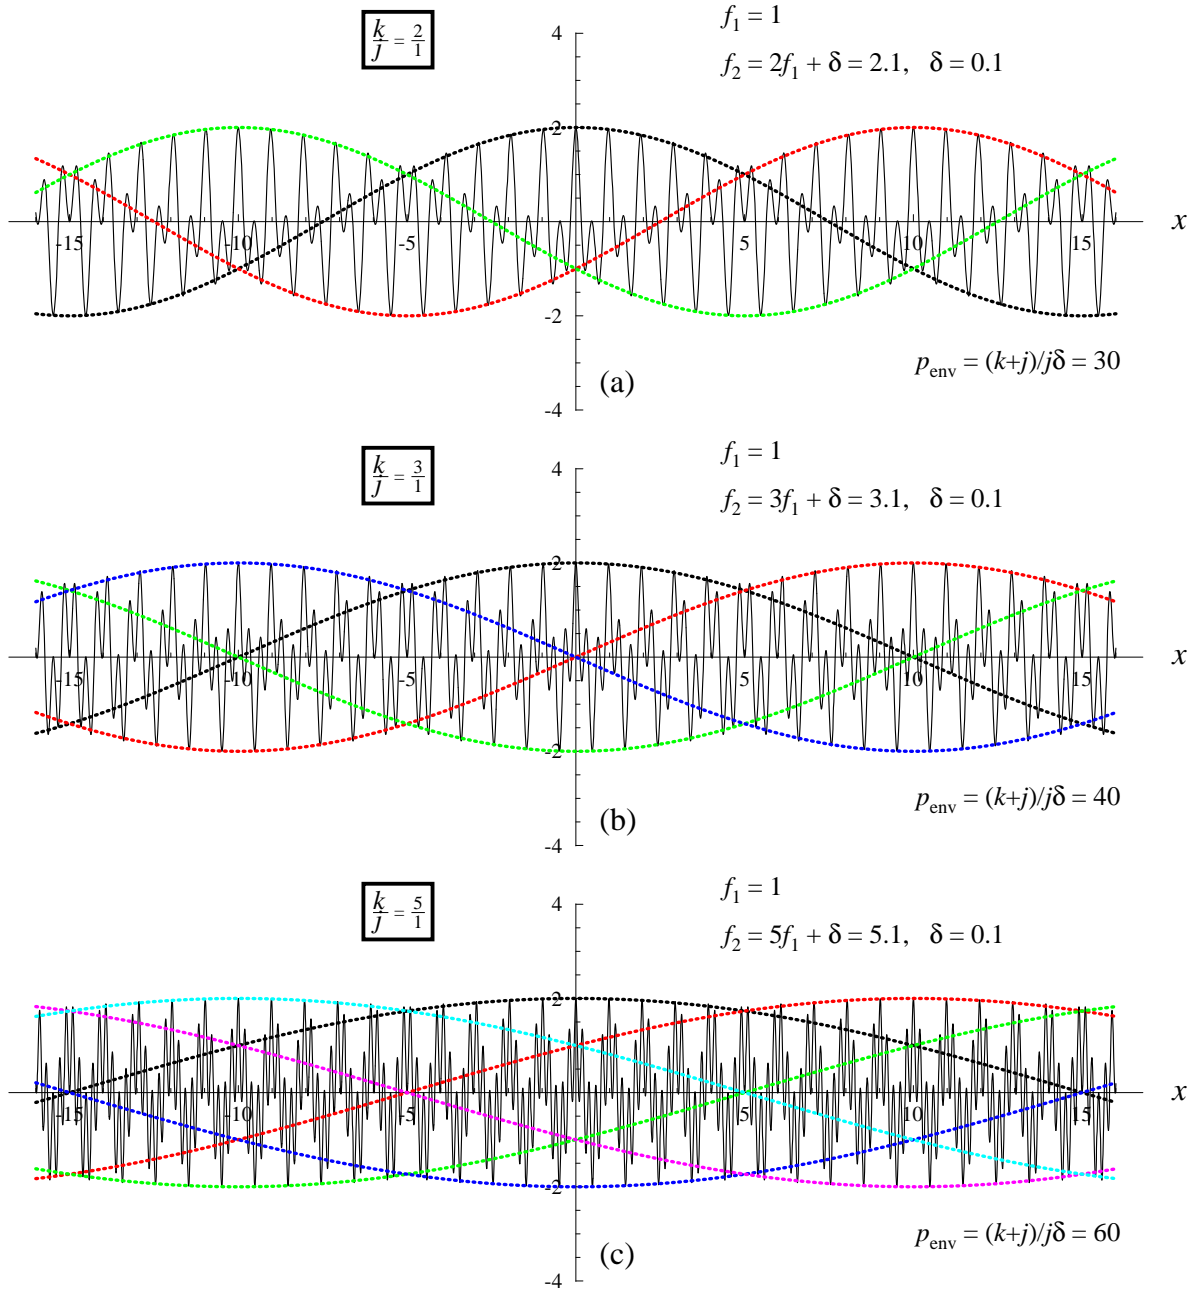 k/j = 2/1
f₁ = 1
f₂ = 2f₁ + δ = 2.1, δ = 0.1
4
2
-2
-4
-15 -10 -5 5 10 15
x
p_env = (k+j)/jδ = 30
(a)
k/j = 3/1
f₁ = 1
f₂ = 3f₁ + δ = 3.1, δ = 0.1
4
2
-2
-4
-15 -10 -5 5 10 15
x
p_env = (k+j)/jδ = 40
(b)
k/j = 5/1
f₁ = 1
f₂ = 5f₁ + δ = 5.1, δ = 0.1
4
2
-2
-4
-15 -10 -5 5 10 15
x
p_env = (k+j)/jδ = 60
(c)